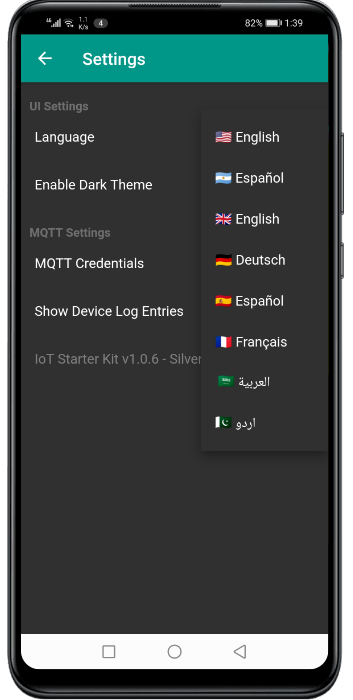 1.1 K/s 4 82% 1:39
Settings
UI Settings
Language
Enable Dark Theme
MQTT Settings
MQTT Credentials
Show Device Log Entries
IoT Starter Kit v1.0.6 - Silver
English
Español
English
Deutsch
Español
Français
العربية
اردو